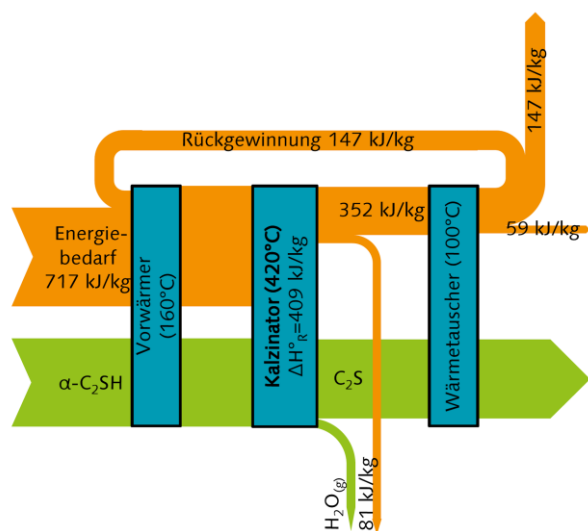 147 kJ/kg
Rückgewinnung 147 kJ/kg
352 kJ/kg
59 kJ/kg
Energie-
bedarf
717 kJ/kg
Vorwärmer
(160°C)
Kalzinator (420°C)
ΔH°R=409 kJ/kg
Wärmetauscher (100°C)
α-C₂SH
C₂S
H₂O(g)
81 kJ/kg